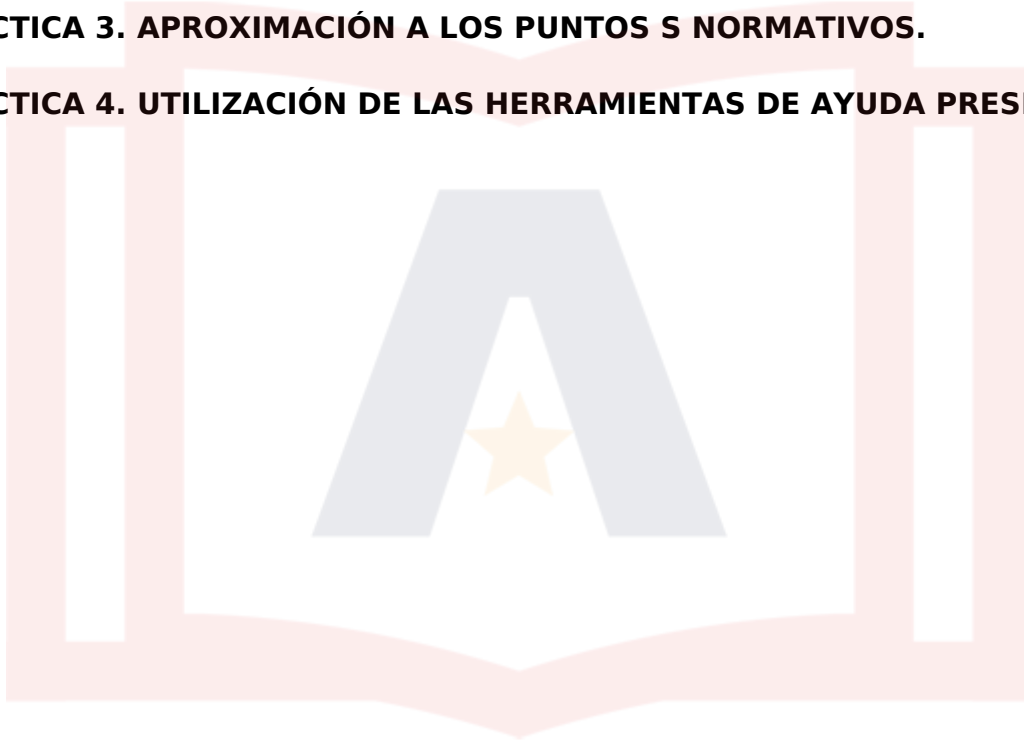 CTICA 3. APROXIMACIÓN A LOS PUNTOS S NORMATIVOS.
CTICA 4. UTILIZACIÓN DE LAS HERRAMIENTAS DE AYUDA PRES